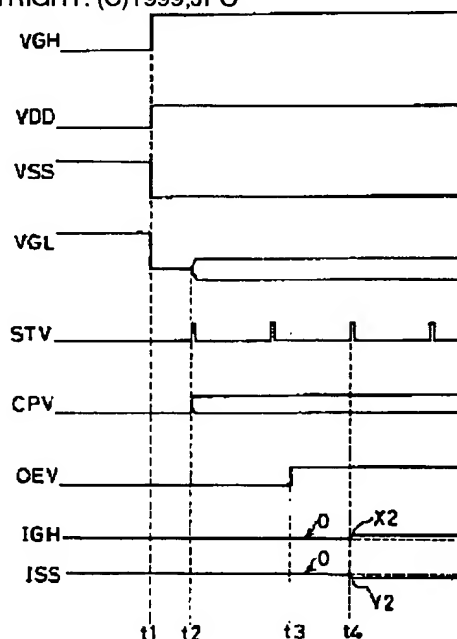 TRIGHT: (C)1999,JPO
VGH
VDD
VSS
VGL
STV
CPV
OEV
IGH 0 X2
ISS 0 Y2
t1 t2 t3 t4